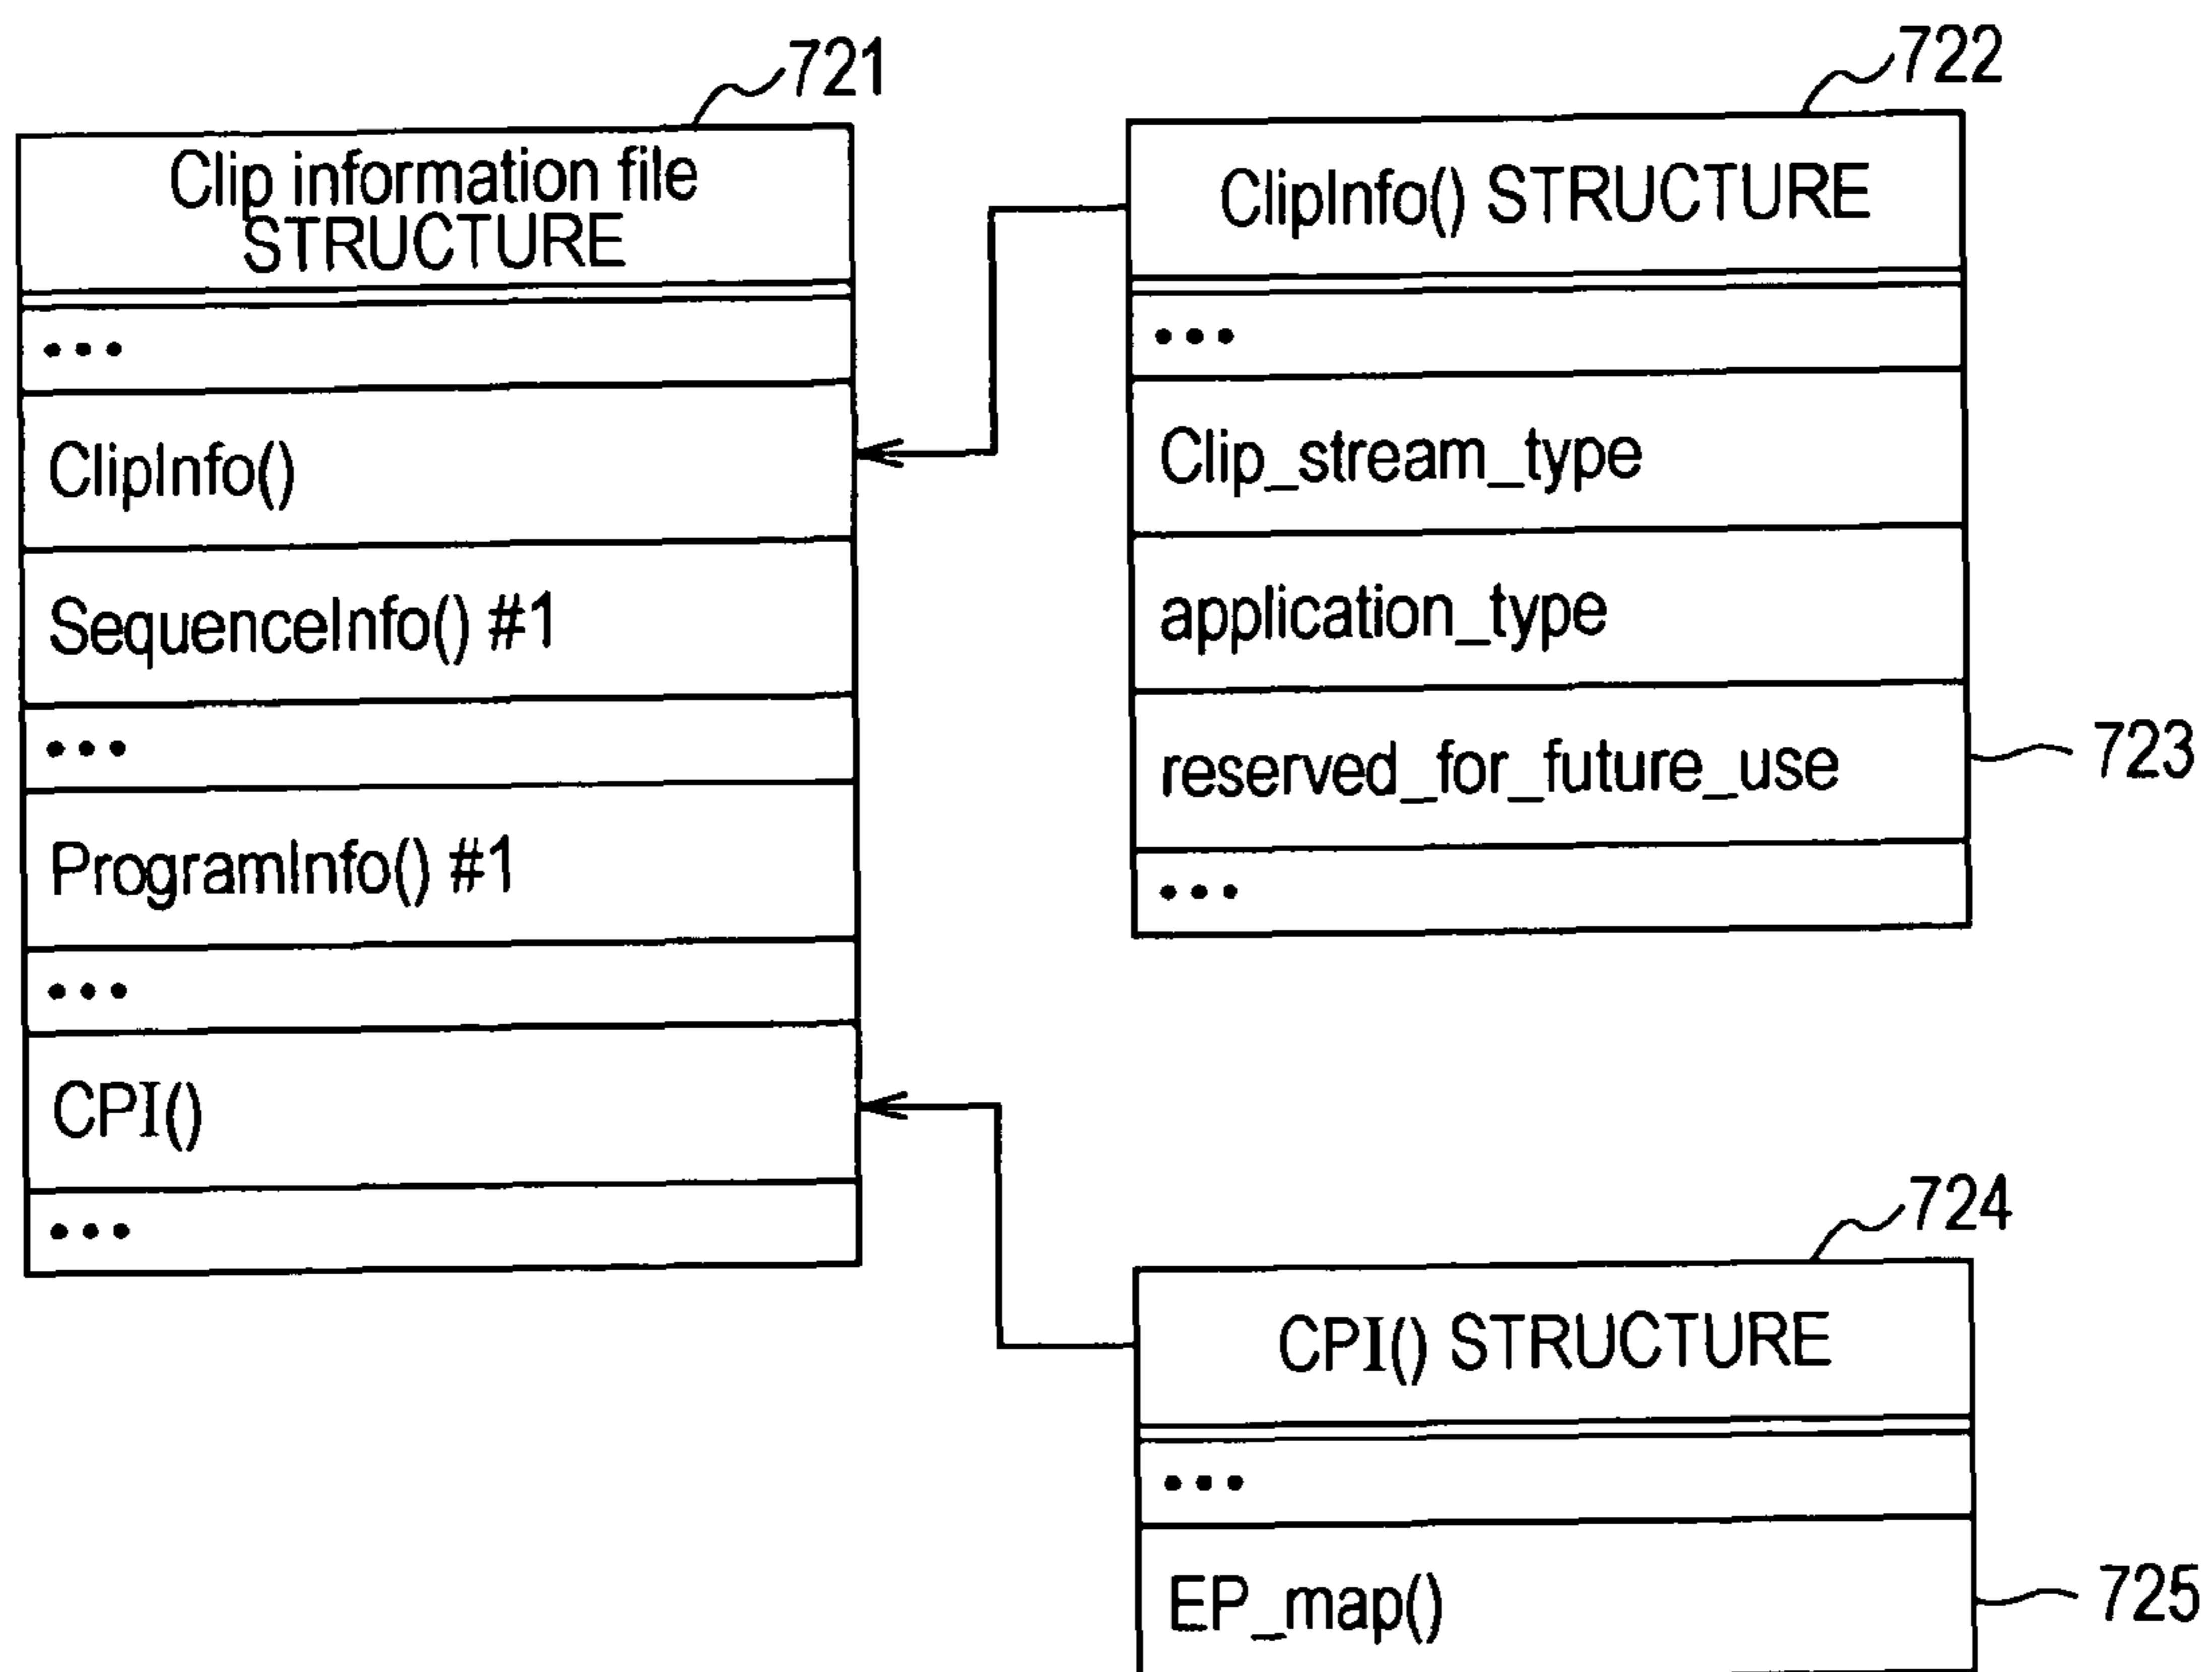 721
Clip information file
STRUCTURE
...
ClipInfo()
SequenceInfo() #1
...
ProgramInfo() #1
...
CPI()
...
722
ClipInfo() STRUCTURE
...
Clip_stream_type
application_type
reserved_for_future_use
723
...
724
CPI() STRUCTURE
...
EP_map()
725